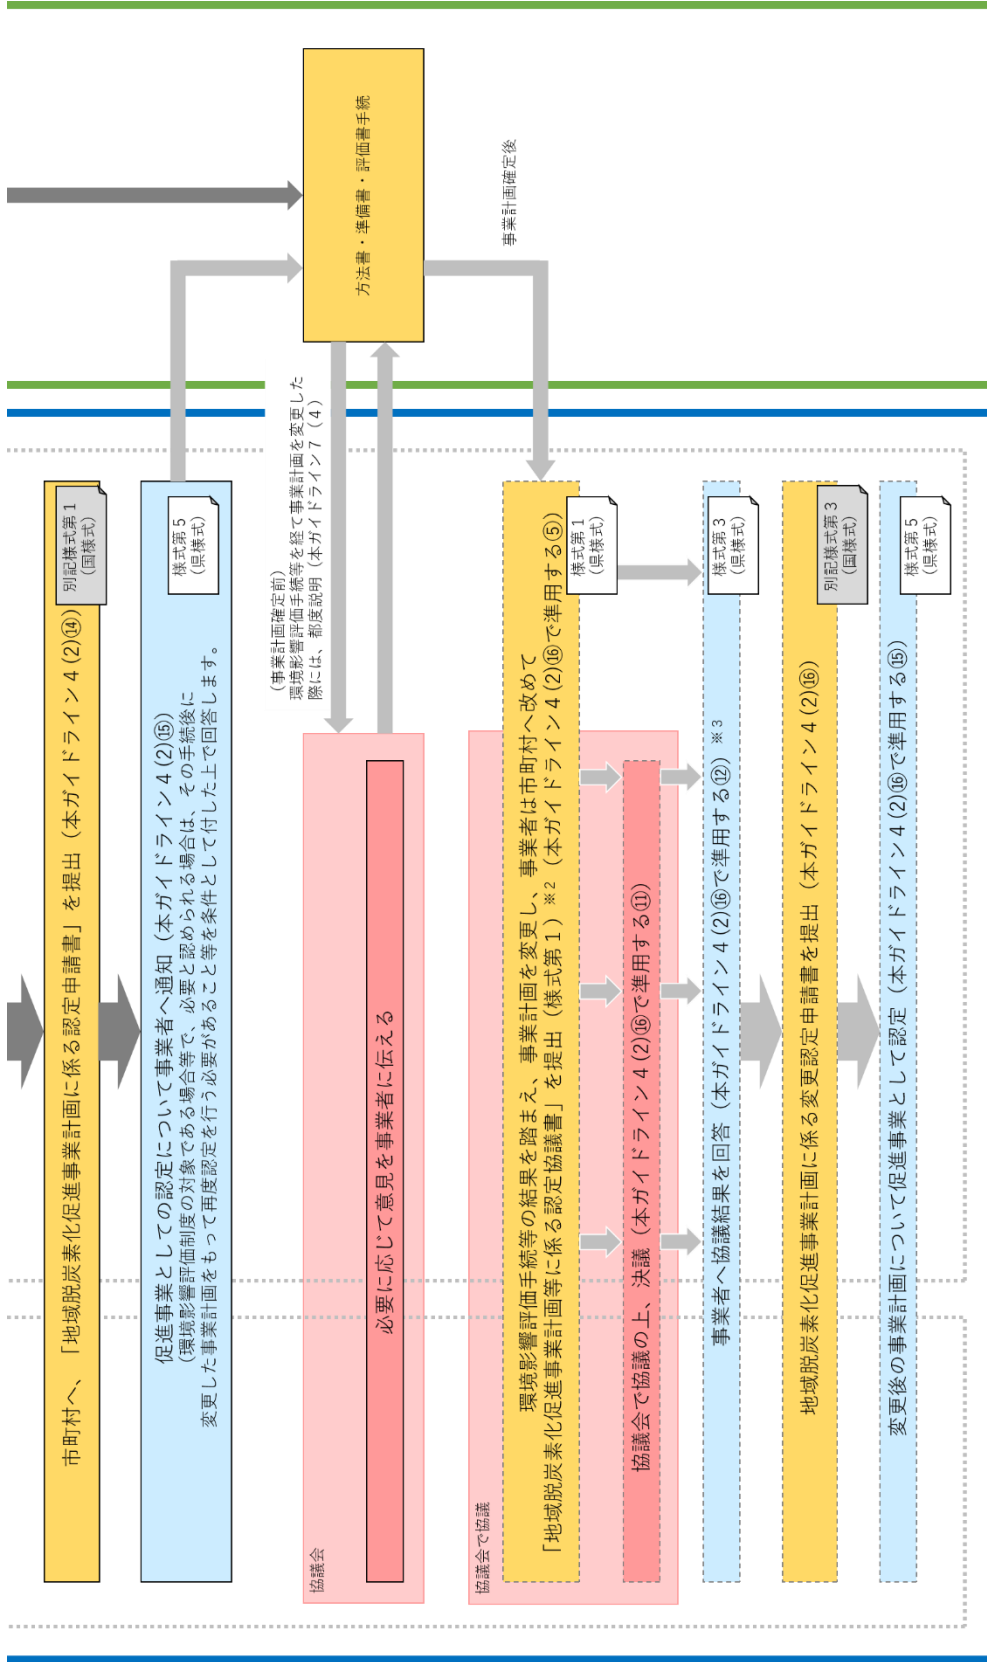 市町村へ、「地域脱炭素化促進事業計画に係る認定申請書」を提出（本ガイドライン４(2)⑭）
別記様式第１
（国様式）
促進事業としての認定について事業者へ通知（本ガイドライン４(2)⑮）
（環境影響評価制度の対象である場合等で、必要と認められる場合は、その手続後に
変更した事業計画をもって再度認定を行う必要があること等を条件として付した上で回答します。
様式第５
（県様式）
（事業計画確定前）
環境影響評価手続等を経て事業計画を変更した
際には、都度説明（本ガイドライン７（４）
方法書・準備書・評価書手続
事業計画確定後
協議会
必要に応じて意見を事業者に伝える
協議会で協議
環境影響評価手続等の結果を踏まえ、事業計画を変更し、事業者は市町村へ改めて
「地域脱炭素化促進事業計画等に係る認定協議書」を提出（様式第１）※２（本ガイドライン４(2)⑯で準用する⑤）
様式第１
（県様式）
協議会で協議の上、決議（本ガイドライン４(2)⑯で準用する⑪）
事業者へ協議結果を回答（本ガイドライン４(2)⑯で準用する⑫）※３
様式第３
（県様式）
地域脱炭素化促進事業計画に係る変更認定申請書を提出（本ガイドライン４(2)⑯）
別記様式第３
（国様式）
変更後の事業計画について促進事業として認定（本ガイドライン４(2)⑯で準用する⑮）
様式第５
（県様式）